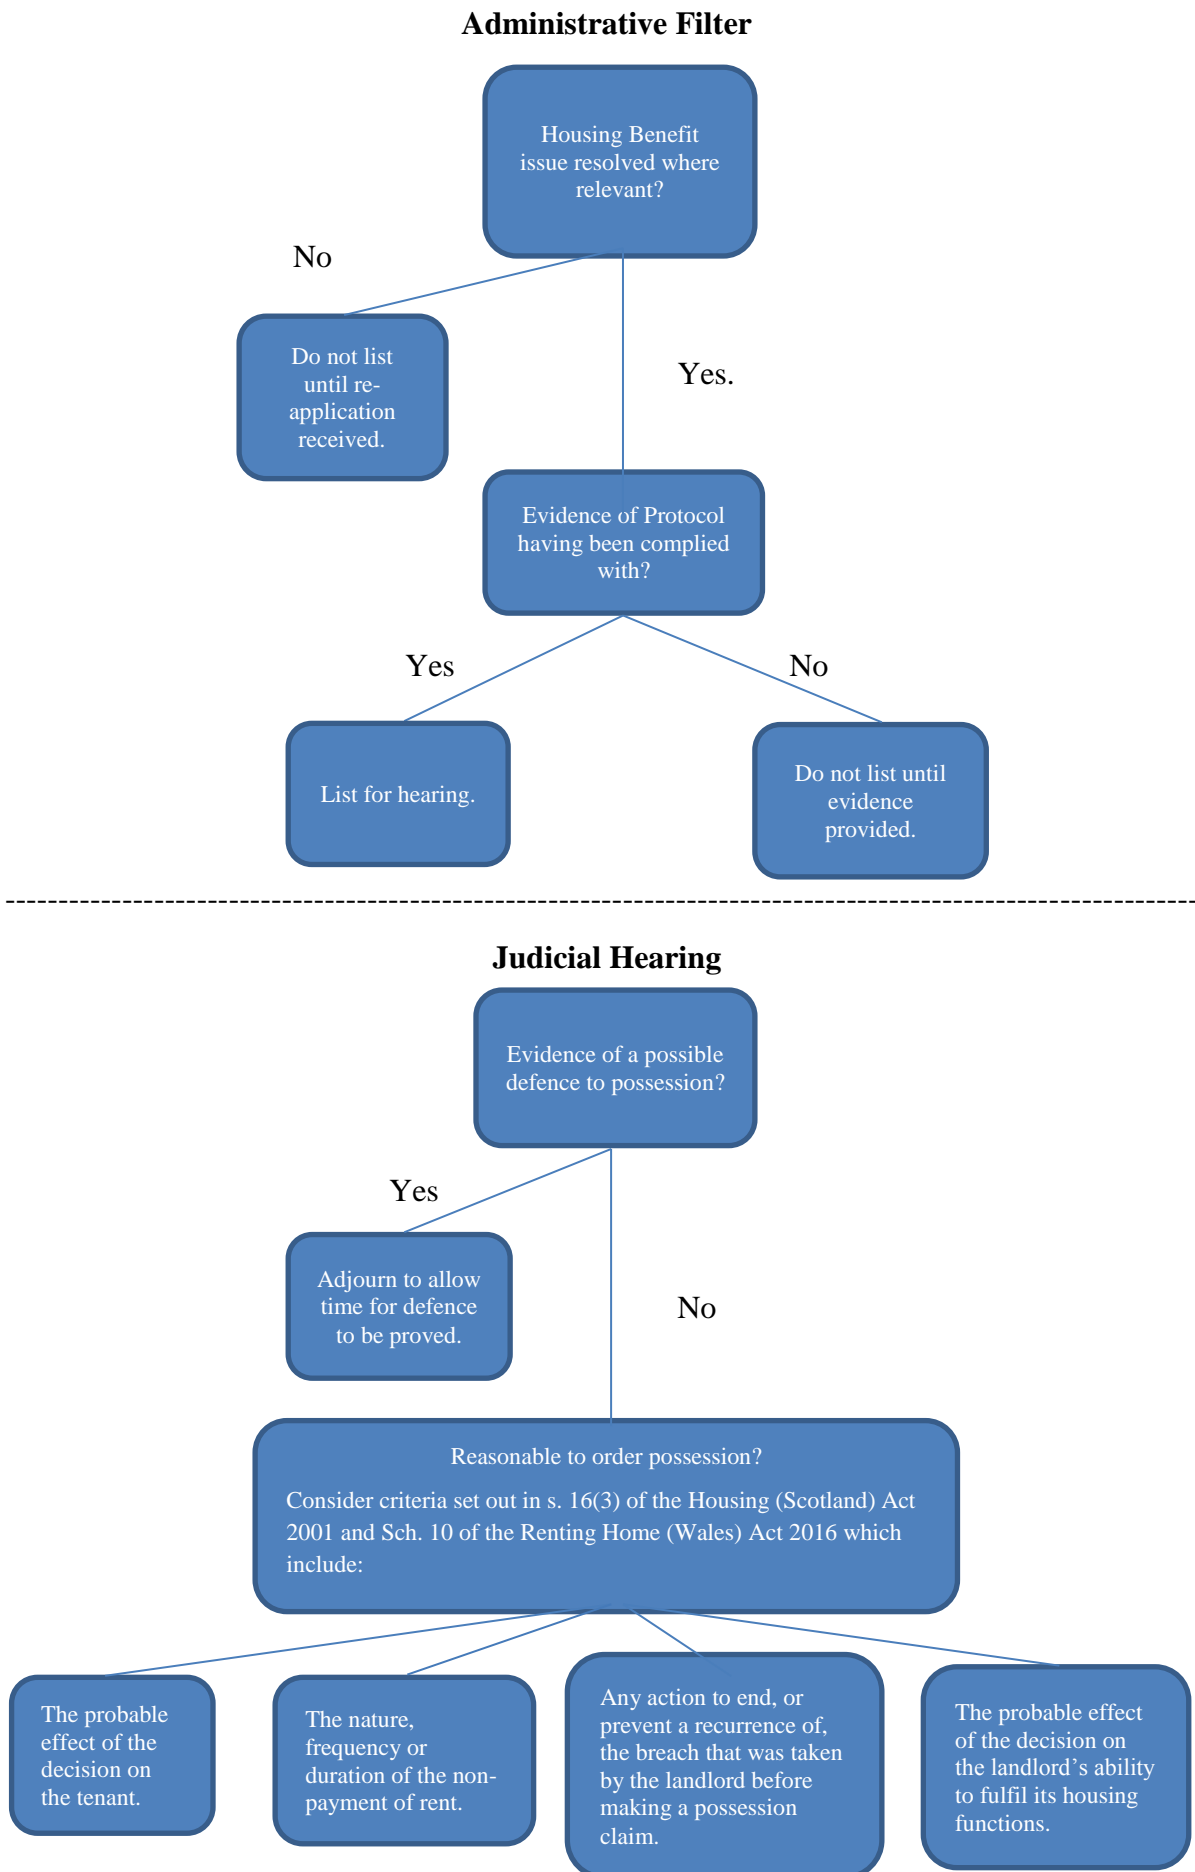 Administrative Filter
Housing Benefit
issue resolved where
relevant?
No
Do not list
until re-
application
received.
Yes.
Evidence of Protocol
having been complied
with?
Yes
No
List for hearing.
Do not list until
evidence
provided.
Judicial Hearing
Evidence of a possible
defence to possession?
Yes
Adjourn to allow
time for defence
to be proved.
No
Reasonable to order possession?
Consider criteria set out in s. 16(3) of the Housing (Scotland) Act
2001 and Sch. 10 of the Renting Home (Wales) Act 2016 which
include:
The probable
effect of the
decision on
the tenant.
The nature,
frequency or
duration of the non-
payment of rent.
Any action to end, or
prevent a recurrence of,
the breach that was taken
by the landlord before
making a possession
claim.
The probable effect
of the decision on
the landlord's ability
to fulfil its housing
functions.